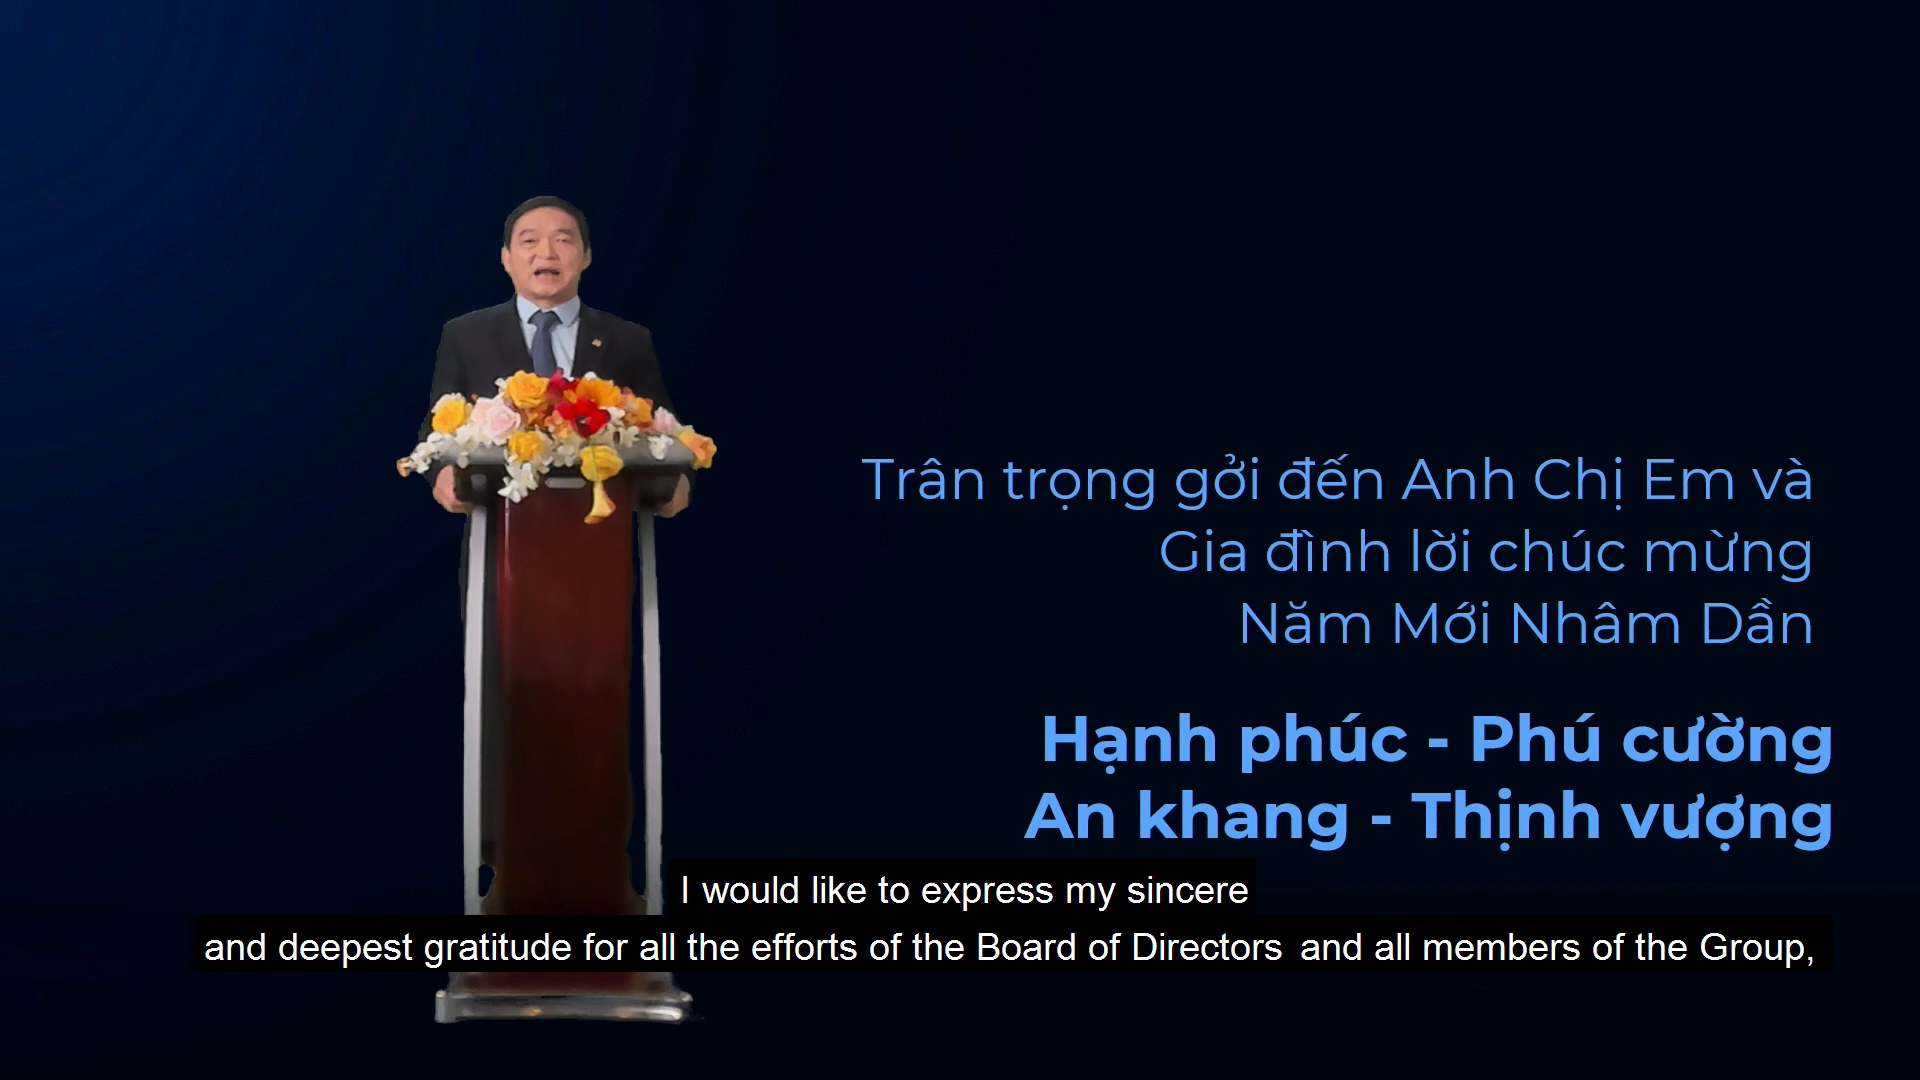 Trân trọng gởi đến Anh Chị Em và
Gia đình lời chúc mừng
Năm Mới Nhâm Dần
Hạnh phúc - Phú cường
An khang - Thịnh vượng
I would like to express my sincere
and deepest gratitude for all the efforts of the Board of Directors and all members of the Group,